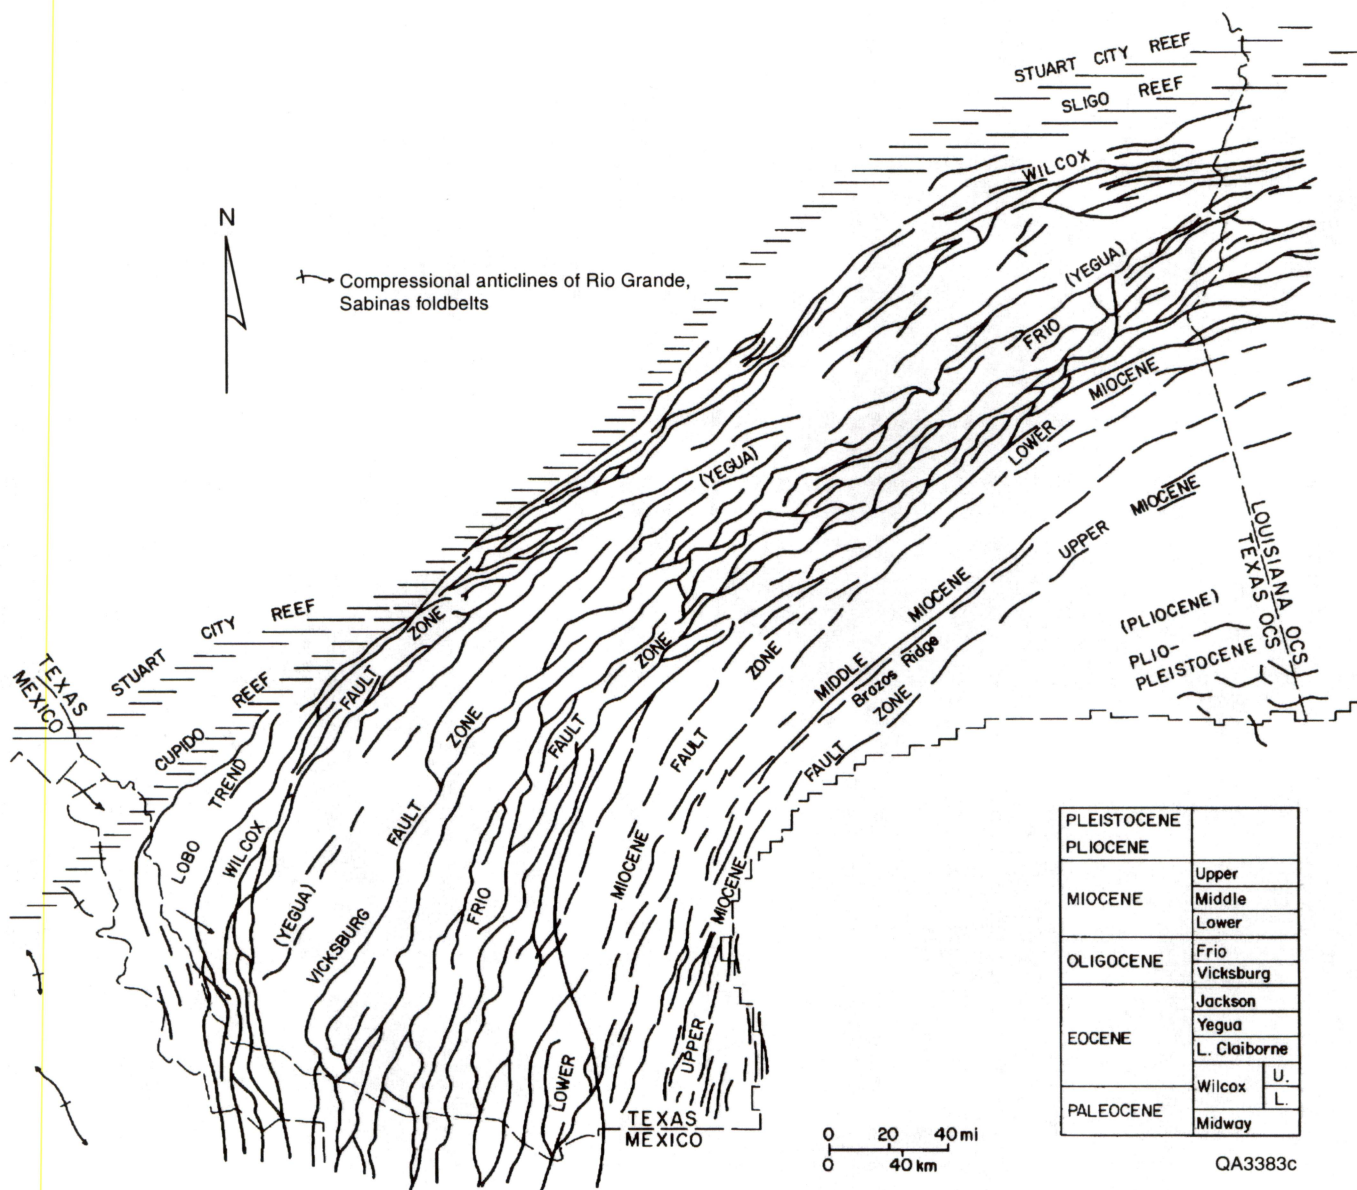 STUART CITY REEF
SLIGO REEF
WILCOX
N
Compressional anticlines of Rio Grande,
Sabinas foldbelts
(YEGUA)
FRIO
MIOCENE
LOWER
(YEGUA)
UPPER MIOCENE
LOUISIANA OCS
TEXAS OCS
(PLIOCENE)
PLIO-
PLEISTOCENE
MIDDLE MIOCENE
Brazos Ridge
ZONE
FAULT
ZONE
FAULT
ZONE
FAULT
ZONE
FAULT
ZONE
FAULT
STUART CITY REEF
CUPIDO REEF
TEXAS
MEXICO
LOBO TREND
WILCOX
(YEGUA)
VICKSBURG
FRIO
MIOCENE
LOWER
MIOCENE
UPPER
TEXAS
MEXICO
0 20 40 mi
0 40 km
PLEISTOCENE
PLIOCENE
MIOCENE
Upper
Middle
Lower
OLIGOCENE
Frio
Vicksburg
EOCENE
Jackson
Yegua
L. Claiborne
Wilcox
U.
L.
PALEOCENE
Midway
QA3383c